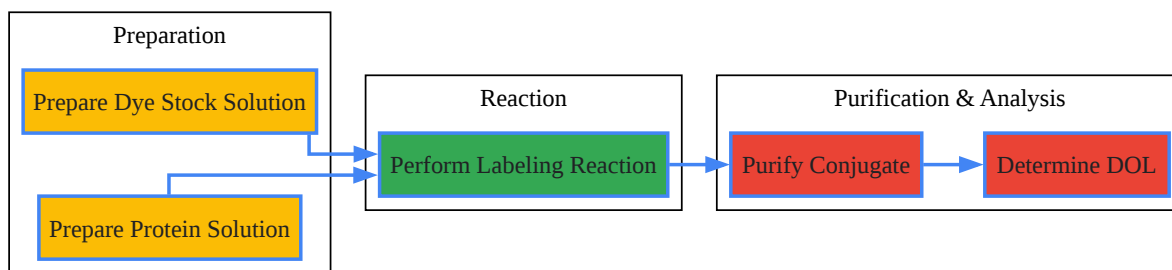 Preparation
Prepare Dye Stock Solution
Prepare Protein Solution
Reaction
Perform Labeling Reaction
Purification & Analysis
Purify Conjugate
Determine DOL